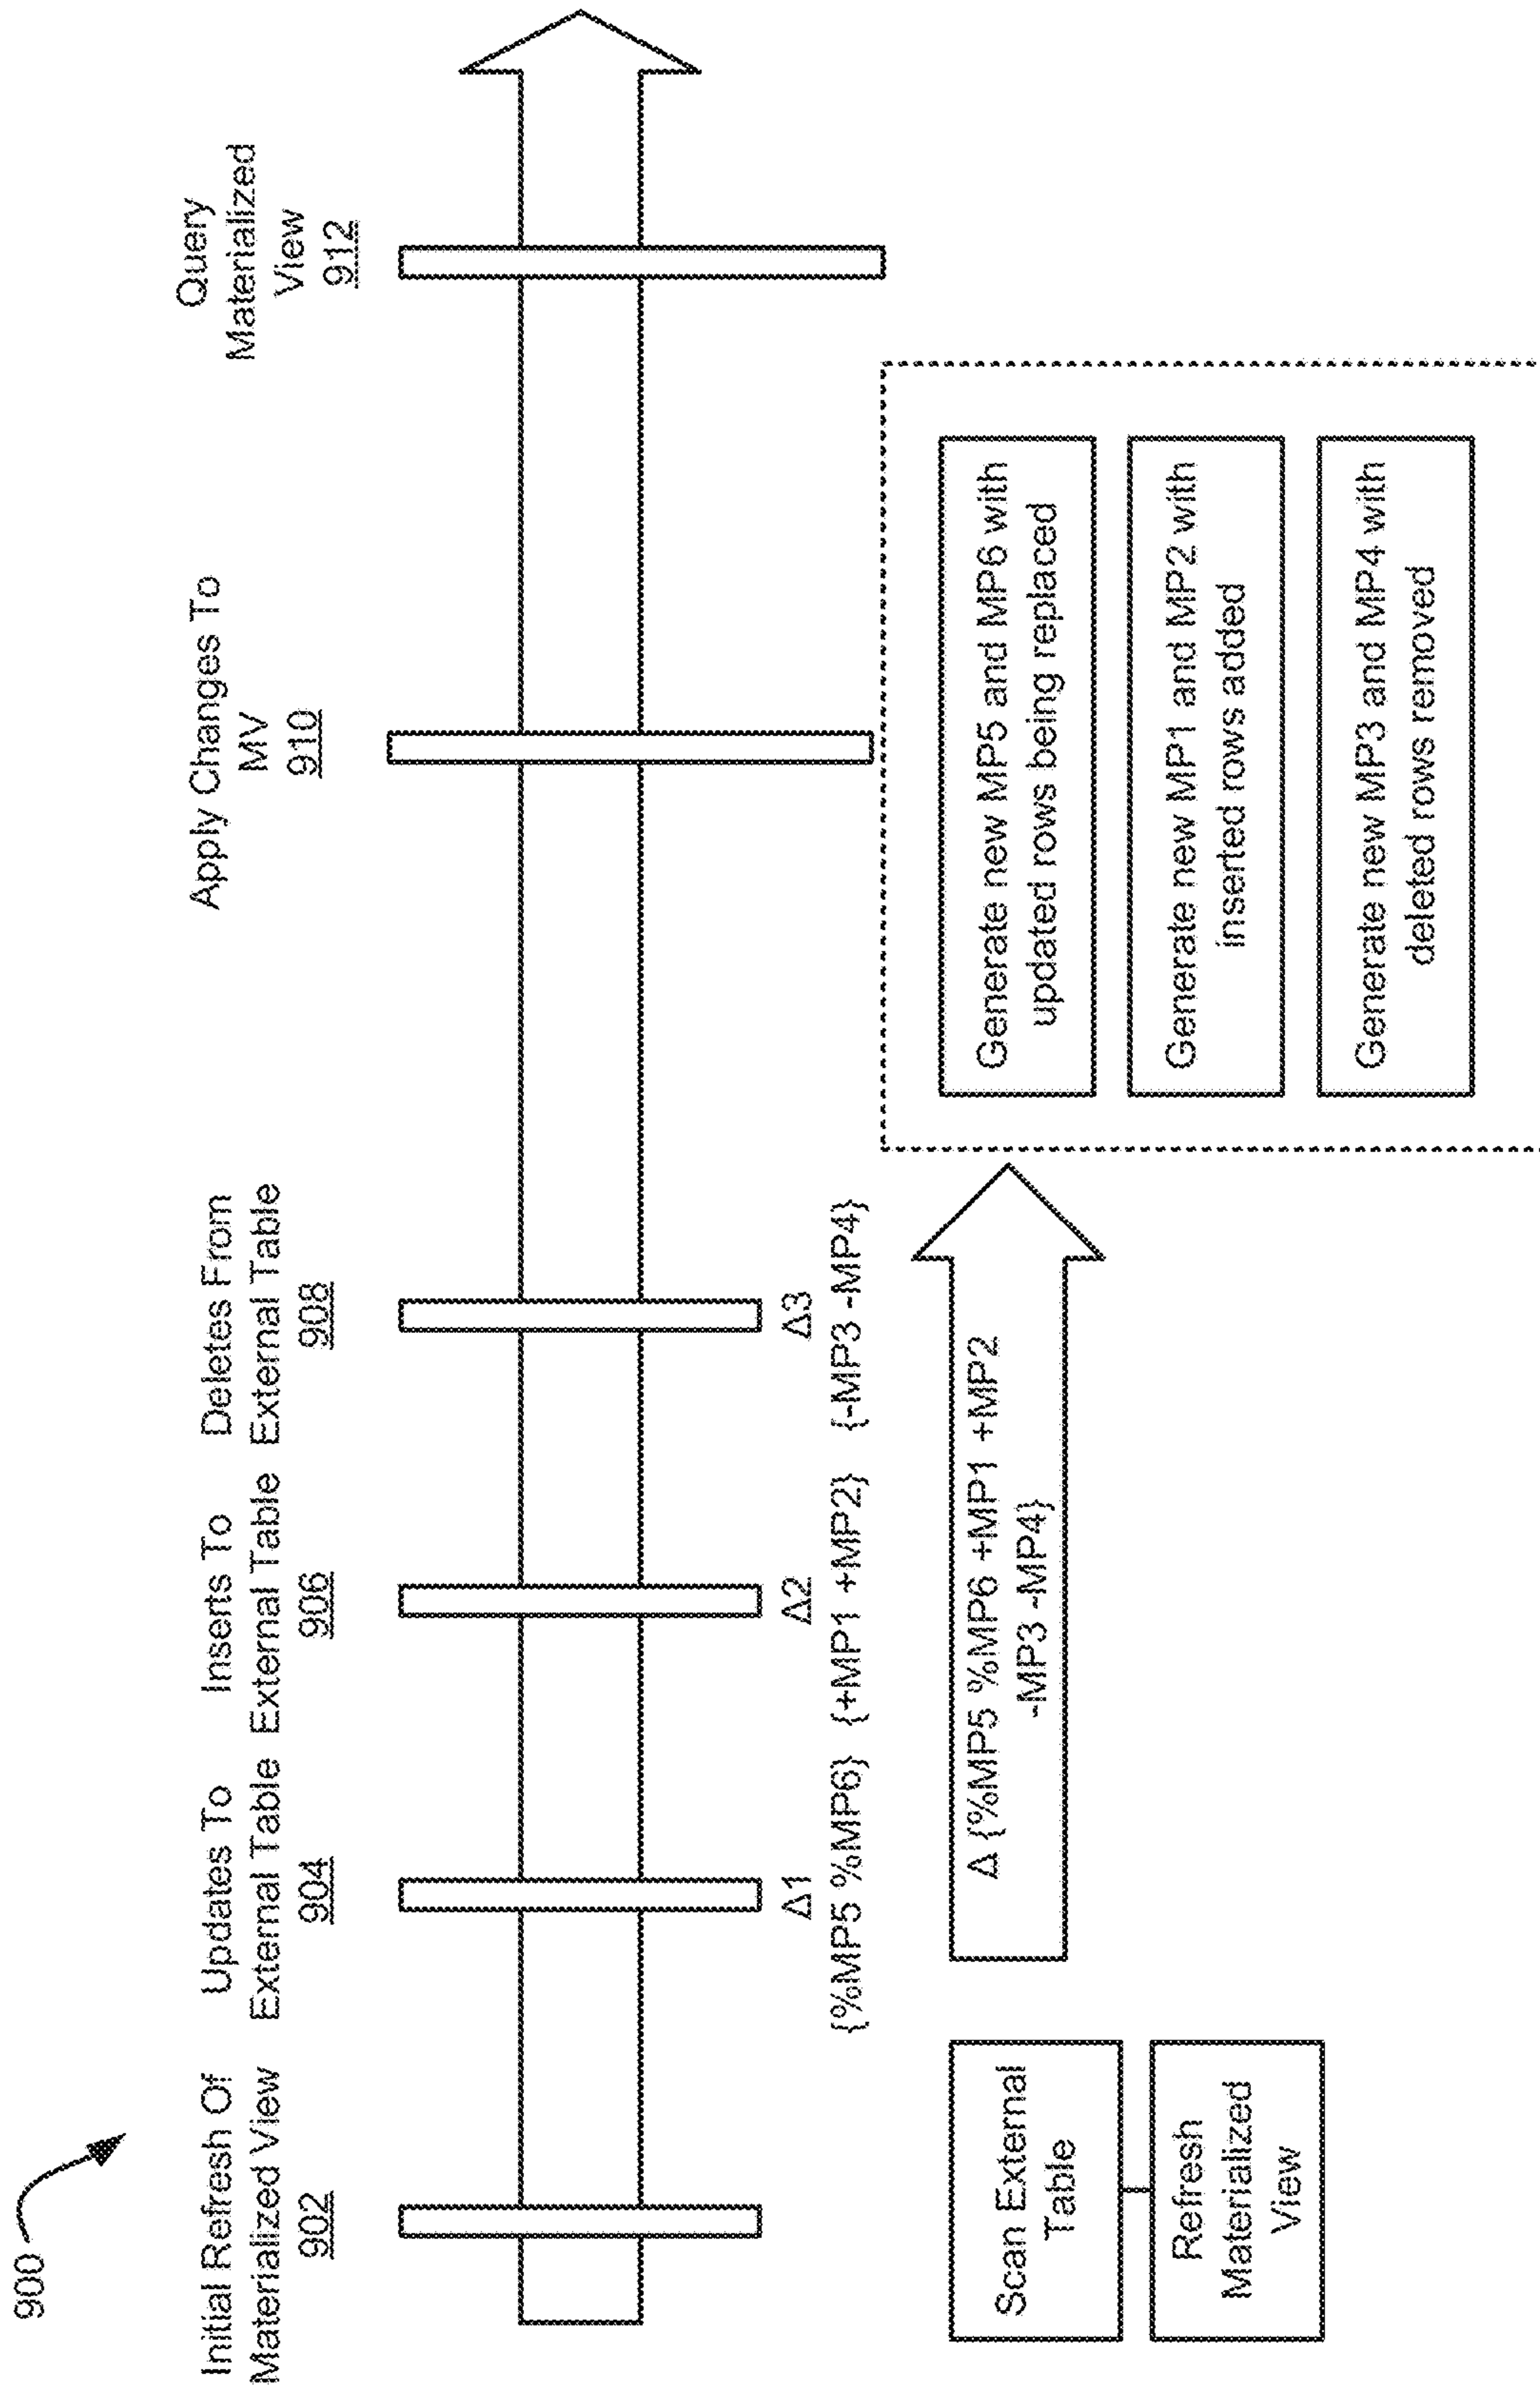 900
Initial Refresh Of
Materialized View
902
Updates To
External Table
904
Inserts To
External Table
906
Deletes From
External Table
908
Apply Changes To
MV
910
Query
Materialized
View
912
Δ1
{%MP5 %MP6}
Δ2
{+MP1 +MP2}
Δ3
{-MP3 -MP4}
Scan External
Table
Refresh
Materialized
View
Δ {%MP5 %MP6 +MP1 +MP2
-MP3 -MP4}
Generate new MP5 and MP6 with
updated rows being replaced
Generate new MP1 and MP2 with
inserted rows added
Generate new MP3 and MP4 with
deleted rows removed